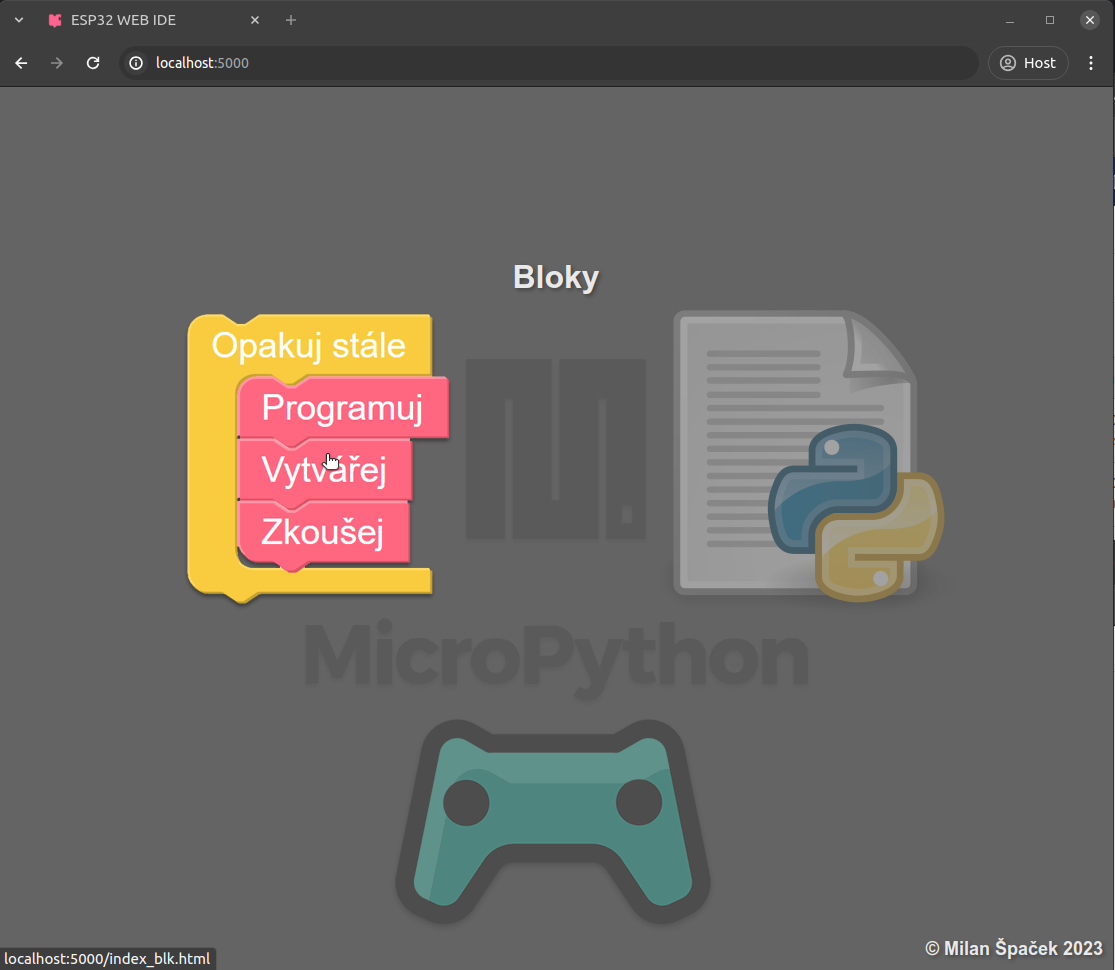 ESP32 WEB IDE
localhost:5000
Host
Bloky
Opakuj stále
Programuj
Vytvářej
Zkoušej
MicroPython
© Milan Špaček 2023
localhost:5000/index_blk.html